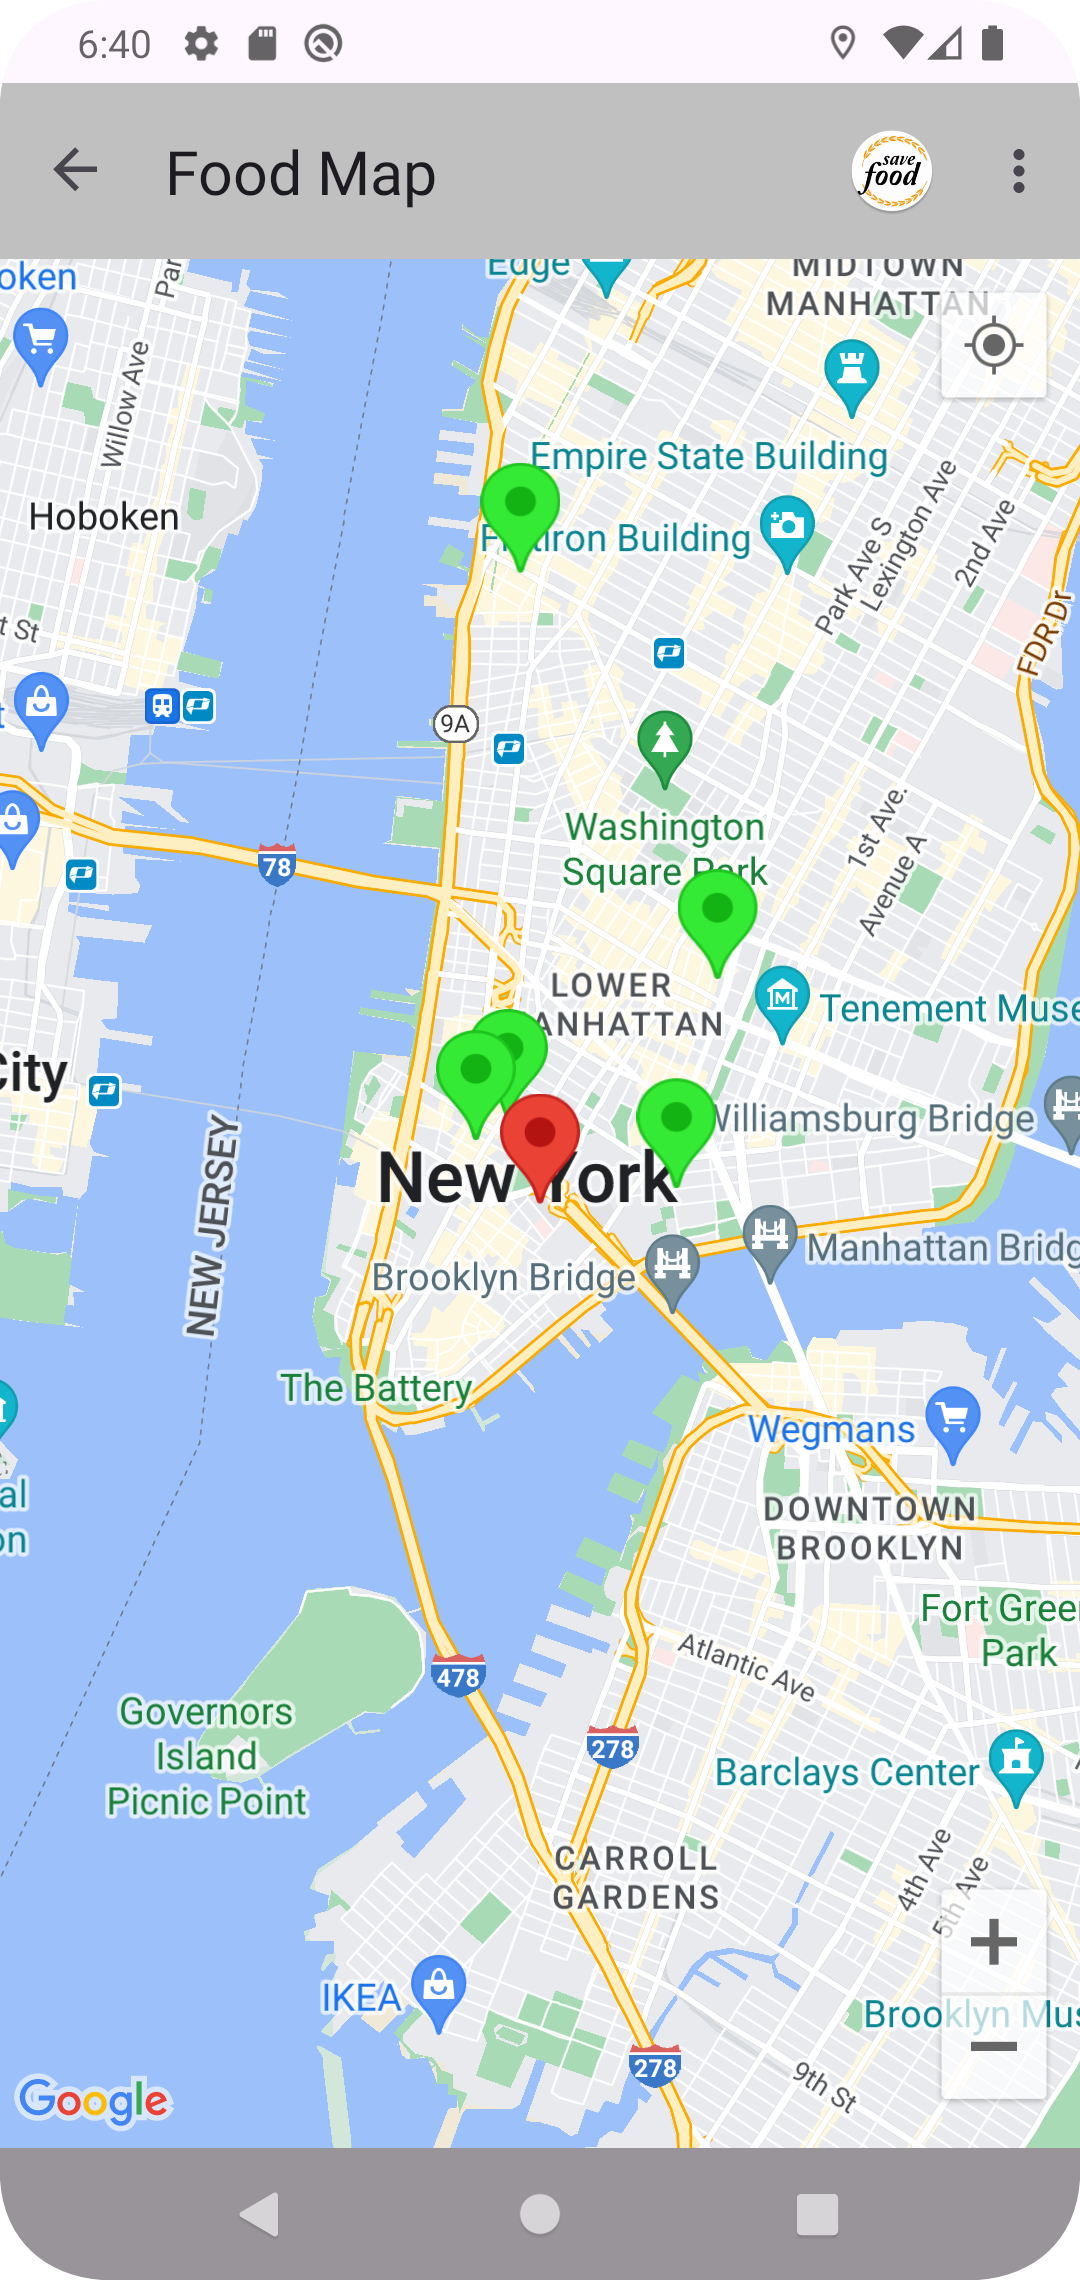 6:40
Food Map
save
food
oken
Edge
MIDTOWN
MANHATTAN
Willow Ave
Empire State Building
Hoboken
Building
Park Ave S
Lexington Ave
2nd Ave
t St
FDR Dr
9A
Washington
Square Park
1st Ave.
Avenue A
78
LOWER
MANHATTAN
Tenement Muse
City
Williamsburg Bridge
New York
NEW JERSEY
Manhattan Bridg
Brooklyn Bridge
The Battery
Wegmans
al
on
DOWNTOWN
BROOKLYN
Fort Green
Park
Atlantic Ave
478
Governors
Island
Picnic Point
278
Barclays Center
CARROLL
GARDENS
4th Ave
5th Ave
IKEA
Brooklyn Mus
278
9th St
Google